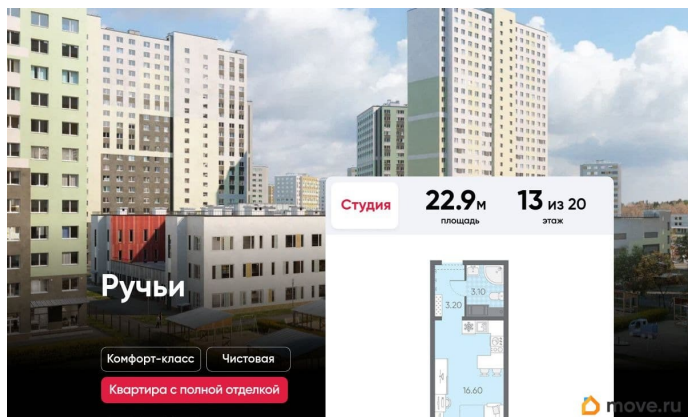 Студия
22.9м
площадь
13 из 20
этаж
3.10
3.20
16.60
Ручьи
Комфорт-класс
Чистовая
Квартира с полной отделкой
move.ru